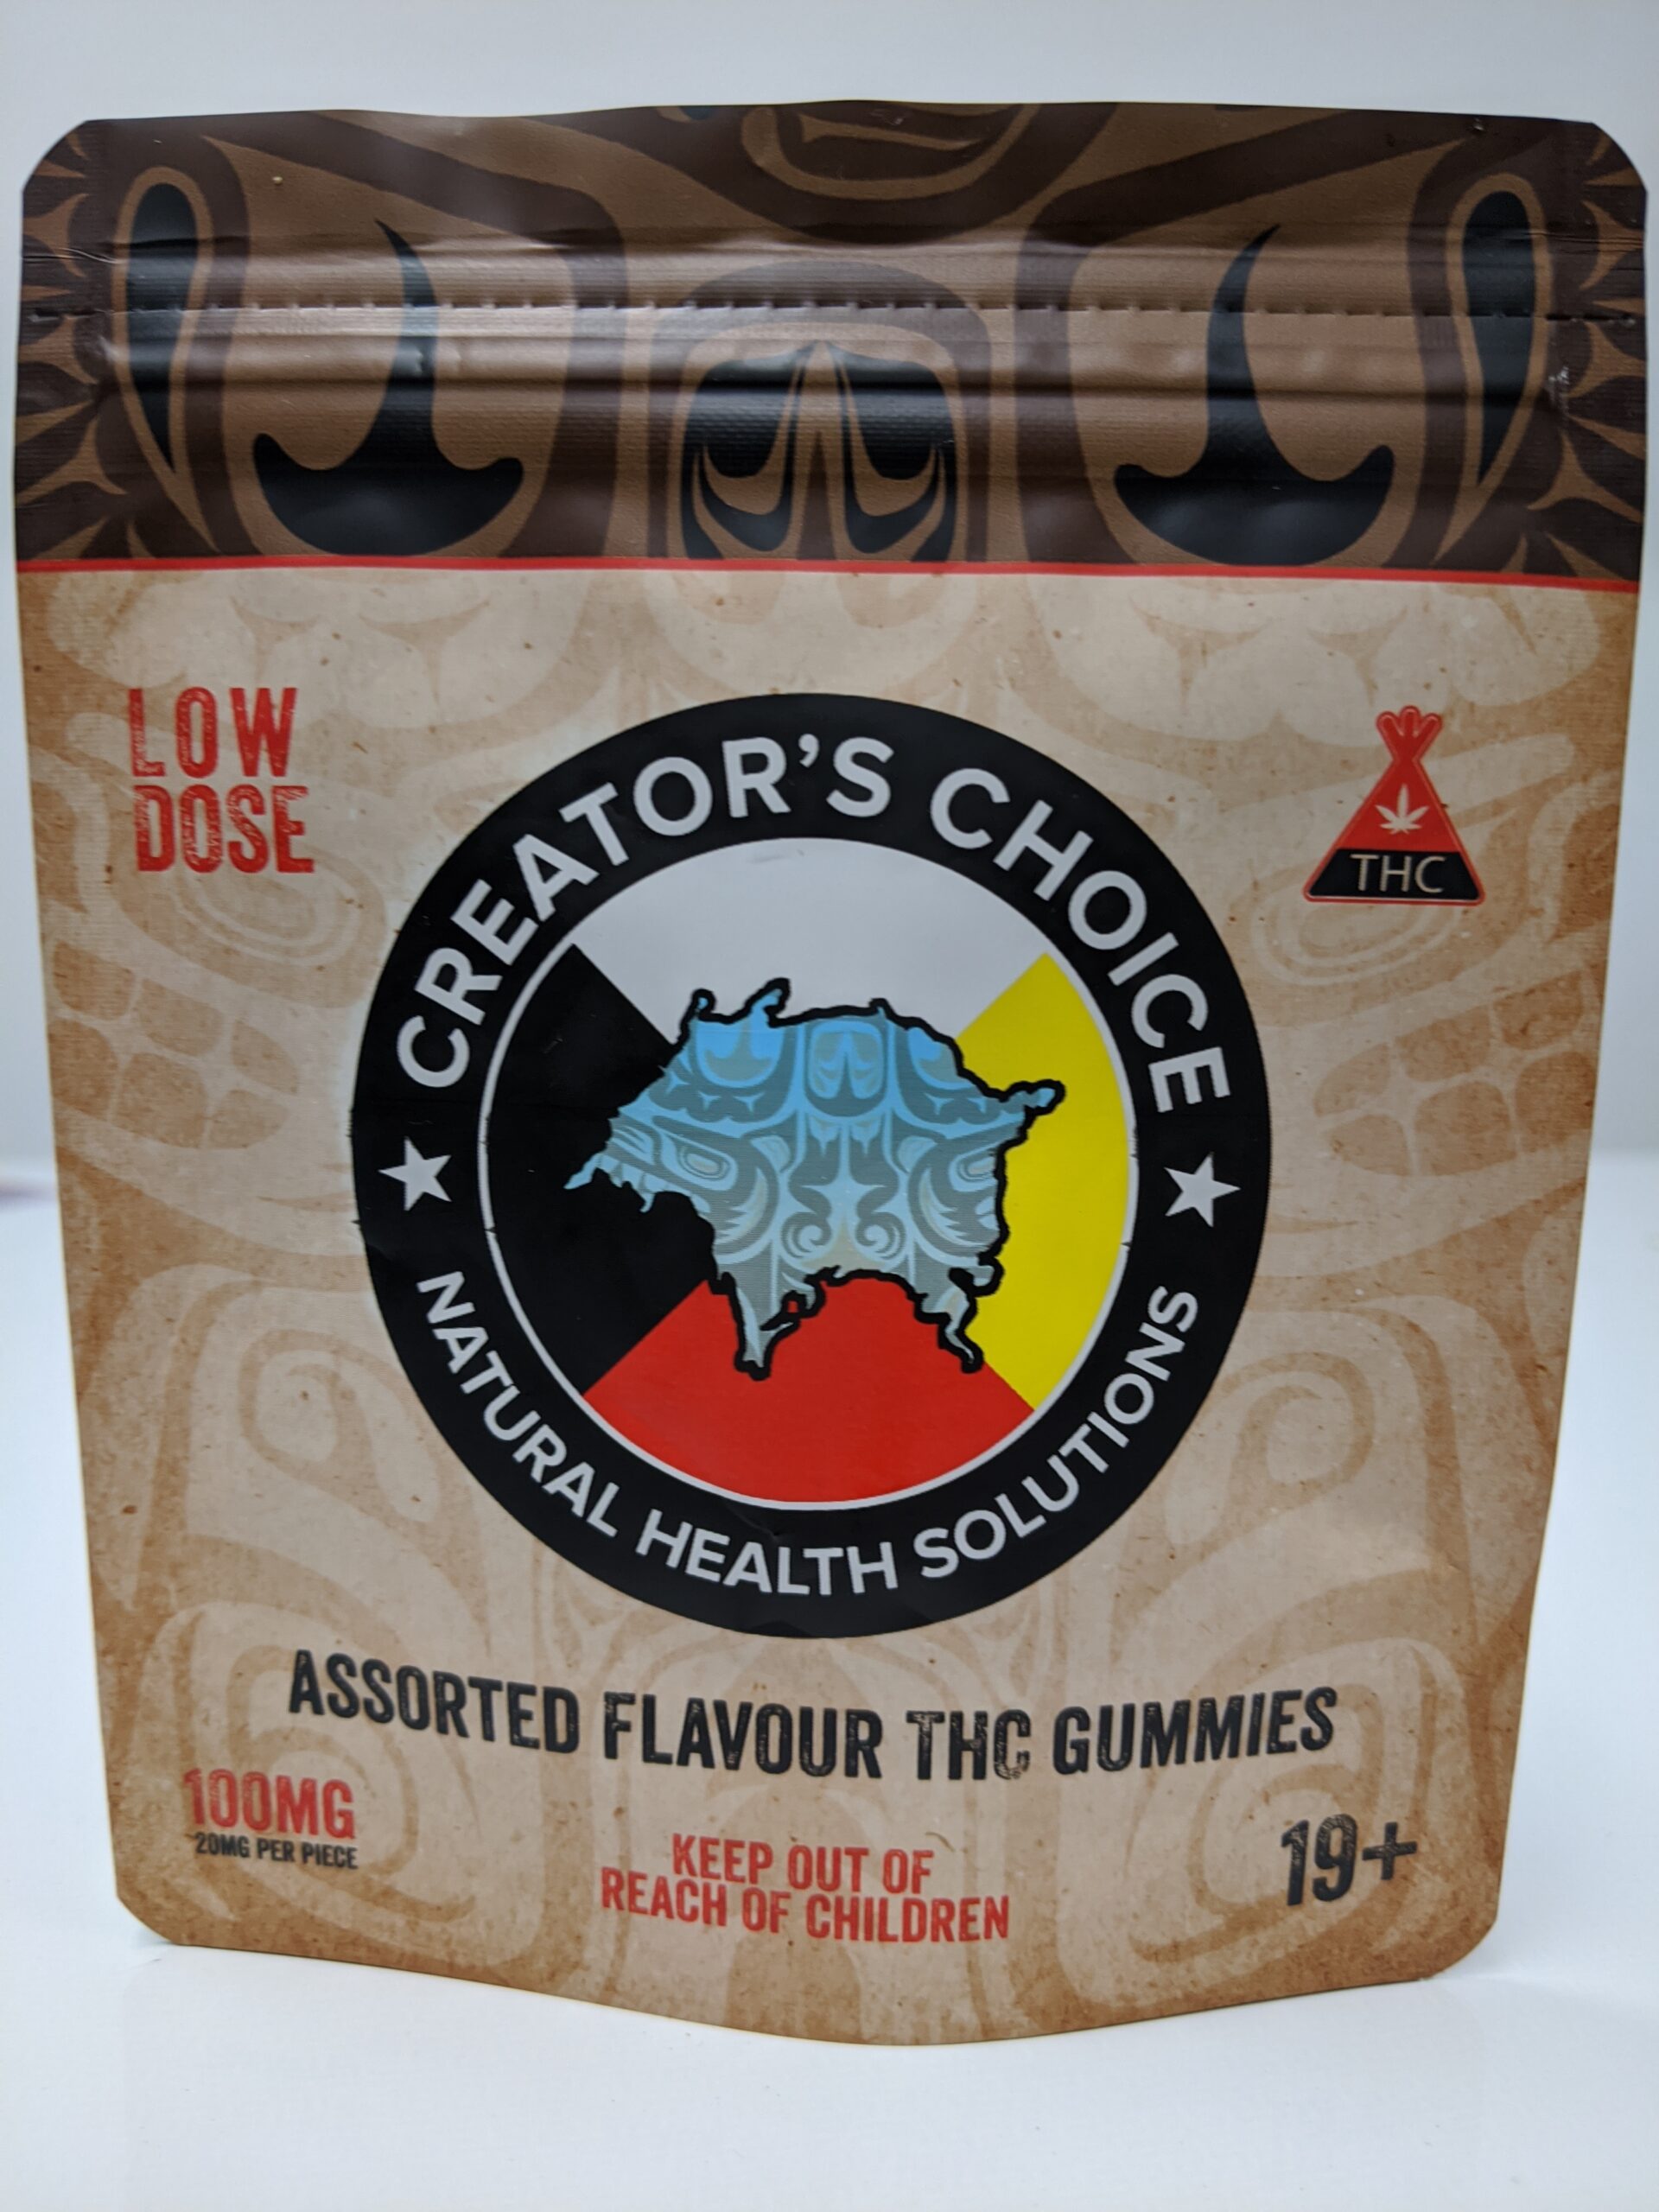 LOW
DOSE
THC
CREATOR'S CHOICE
NATURAL HEALTH SOLUTIONS
ASSORTED FLAVOUR THC GUMMIES
100MG
20MG PER PIECE
KEEP OUT OF
REACH OF CHILDREN
19+